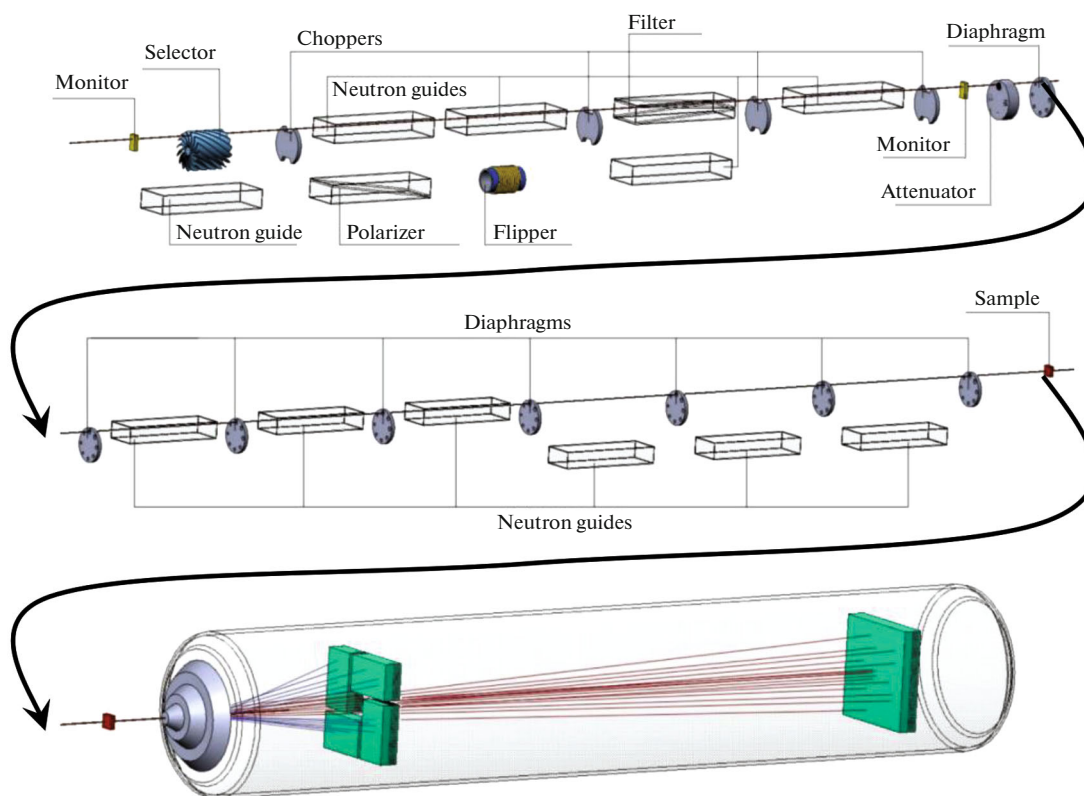 Filter
Diaphragm
Choppers
Selector
Monitor
Neutron guides
Monitor
Attenuator
Neutron guide
Polarizer
Flipper
Sample
Diaphragms
Neutron guides